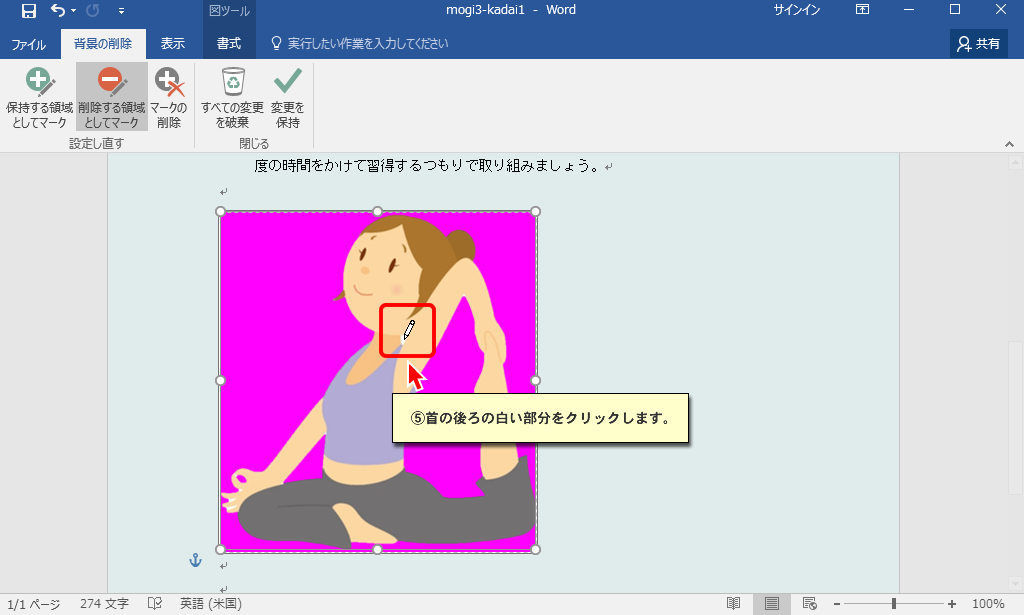 図ツール
mogi3-kadai1 - Word
サインイン
ファイル
背景の削除
表示
書式
実行したい作業を入力してください
共有
保持する領域
としてマーク
削除する領域
としてマーク
マークの
削除
すべての変更
を破棄
変更を
保持
設定し直す
閉じる
度の時間をかけて習得するつもりで取り組みましょう。
⑤首の後ろの白い部分をクリックします。
1/1 ページ
274 文字
英語 (米国)
100%